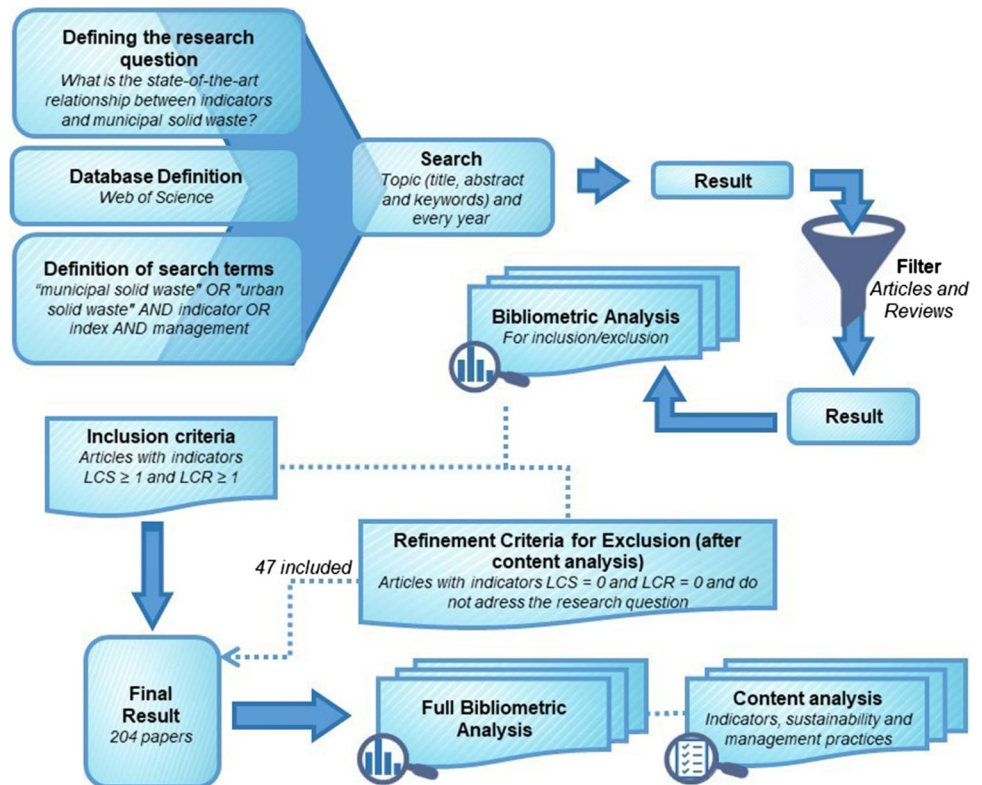 Defining the research
question
What is the state-of-the-art
relationship between indicators
and municipal solid waste?
Database Definition
Web of Science
Definition of search terms
“municipal solid waste" OR "urban
solid waste" AND indicator OR
index AND management
Search
Topic (title, abstract
and keywords) and
every year
Result
Filter
Articles and
Reviews
Result
Bibliometric Analysis
For inclusion/exclusion
Inclusion criteria
Articles with indicators
LCS ≥ 1 and LCR ≥ 1
Refinement Criteria for Exclusion (after
content analysis)
Articles with indicators LCS = 0 and LCR = 0 and do
not adress the research question
47 included
Final
Result
204 papers
Full Bibliometric
Analysis
Content analysis
Indicators, sustainability and
management practices